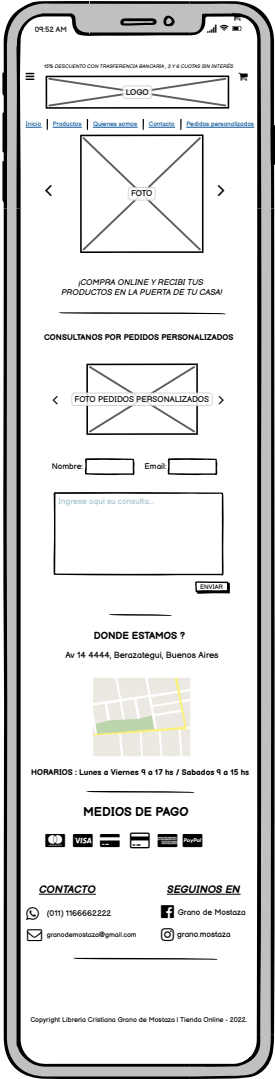 09:52 AM
15% DESCUENTO CON TRASFERENCIA BANCARIA, 3 Y 6 CUOTAS SIN INTERÉS
LOGO
Inicio | Productos | Quienes somos | Contacto | Pedidos personalizados
FOTO
¡COMPRA ONLINE Y RECIBI TUS
PRODUCTOS EN LA PUERTA DE TU CASA!
CONSULTANOS POR PEDIDOS PERSONALIZADOS
FOTO PEDIDOS PERSONALIZADOS
Nombre: Email:
Ingrese aqui su consulta...
ENVIAR
DONDE ESTAMOS ?
Av 14 4444, Berazategui, Buenos Aires
HORARIOS : Lunes a Viernes 9 a 17 hs / Sabados 9 a 15 hs
MEDIOS DE PAGO
VISA PayPal
CONTACTO SEGUINOS EN
(011) 1166662222 Grano de Mostaza
granodemostaza@gmail.com grano.mostaza
Copyright Libreria Cristiana Grano de Mostaza | Tienda Online - 2022.